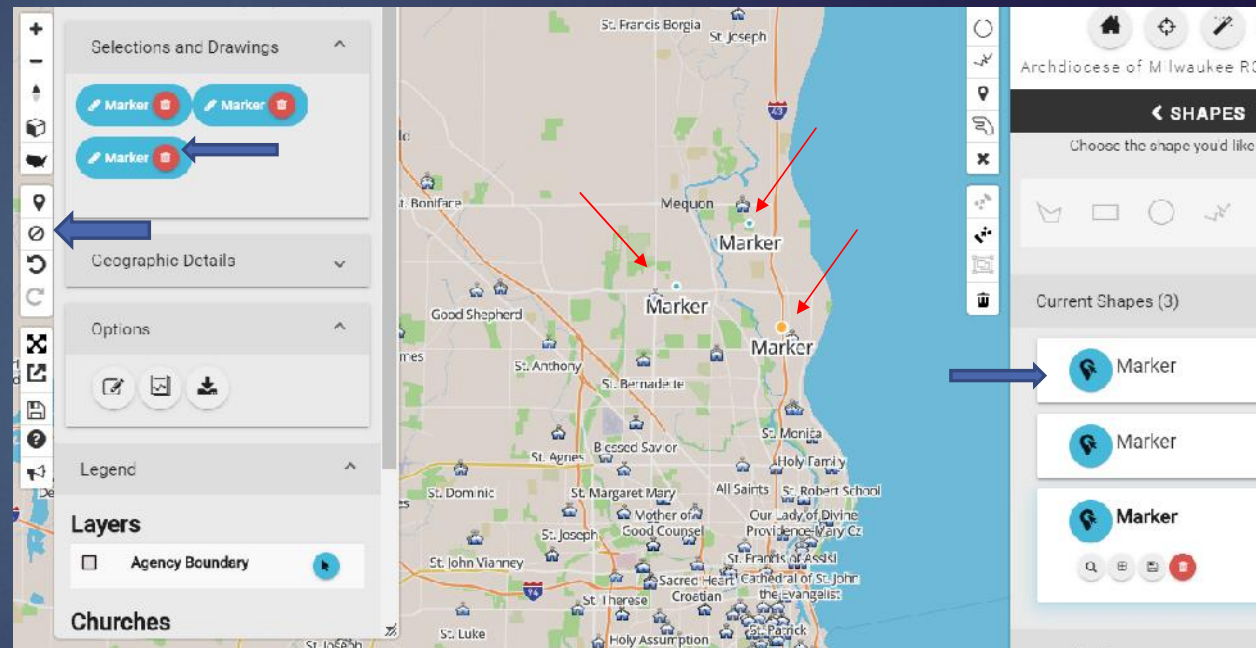 Selections and Drawings
Marker
Marker
Marker
Geographic Details
Options
Legend
Layers
Agency Boundary
Churches
St. Francis Borgia
St. Joseph
43
St. Boniface
Mequon
Marker
Marker
Good Shepherd
Marker
St. Anthony
St. Bernadette
St. Monica
Blessed Savior
St. Agnes
Holy Family
St. Dominic
St. Margaret Mary
All Saints
St. Robert School
Mother of
Good Counsel
Our Lady of Divine
Providence-Mary Cz
St. Joseph
St. John Vianney
St. Francis of Assisi
Sacred Heart
Croatian
Cathedral of St. John
the Evangelist
94
St. Therese
St. Luke
St. Patrick
Holy Assumption
St. Joseph
Archdiocese of Milwaukee RC
SHAPES
Choose the shape you'd like
Current Shapes (3)
Marker
Marker
Marker